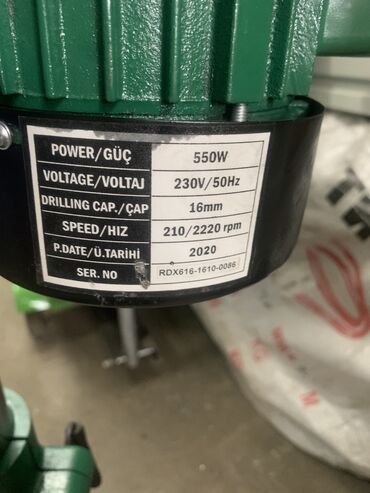 POWER/GÜÇ 550W
VOLTAGE/VOLTAJ 230V/50Hz
DRILLING CAP./ÇAP 16mm
SPEED/HIZ 210/2220 rpm
P.DATE/Ü.TARİHİ 2020
SER. NO RDX616-1610-0086